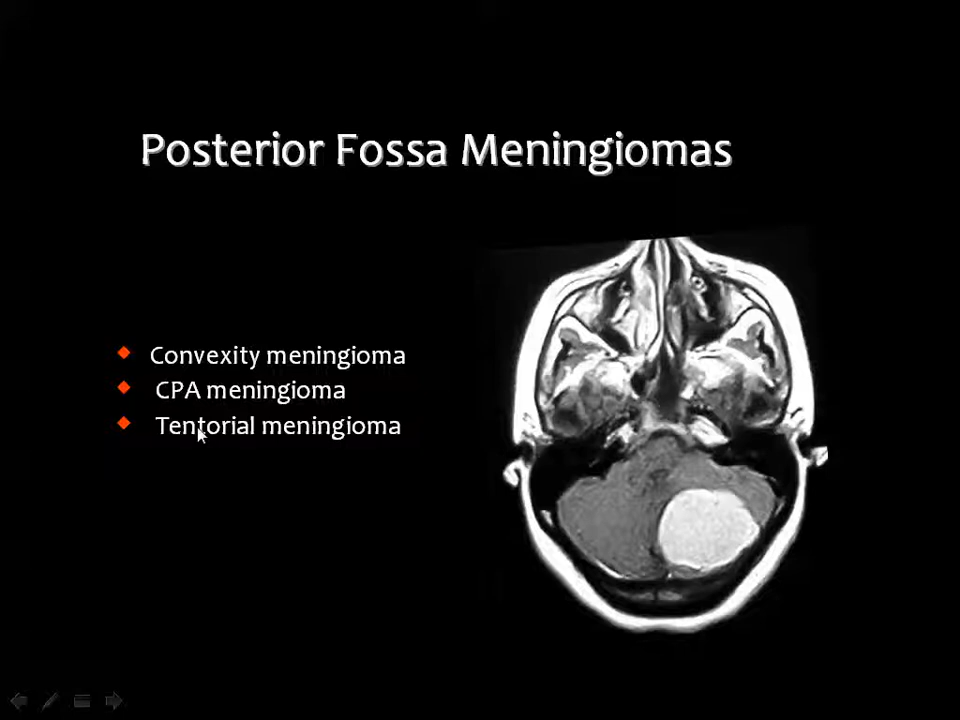 Posterior Fossa Meningiomas
Convexity meningioma
CPA meningioma
Tentorial meningioma